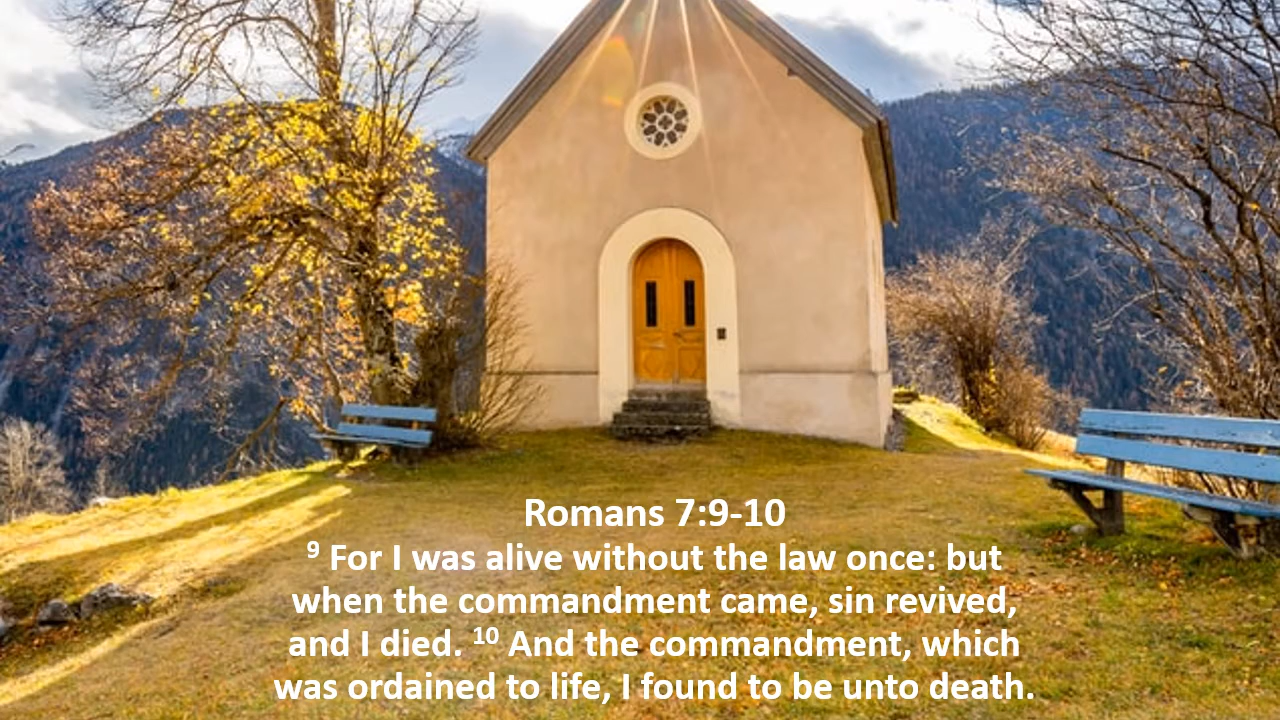 Romans 7:9-10
⁹ For I was alive without the law once: but
when the commandment came, sin revived,
and I died. ¹⁰ And the commandment, which
was ordained to life, I found to be unto death.